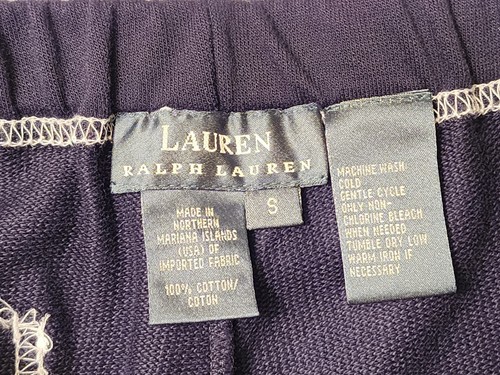 LAUREN
RALPH LAUREN
S
MADE IN
NORTHERN
MARIANA ISLANDS
(USA) OF
IMPORTED FABRIC
100% COTTON/
COTON
MACHINE WASH
COLD
GENTLE CYCLE
ONLY NON-
CHLORINE BLEACH
WHEN NEEDED
TUMBLE DRY LOW
WARM IRON IF
NECESSARY